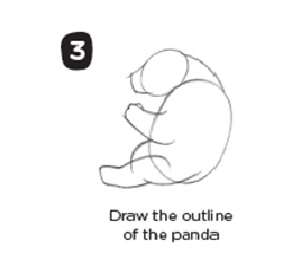 3
Draw the outline
of the panda